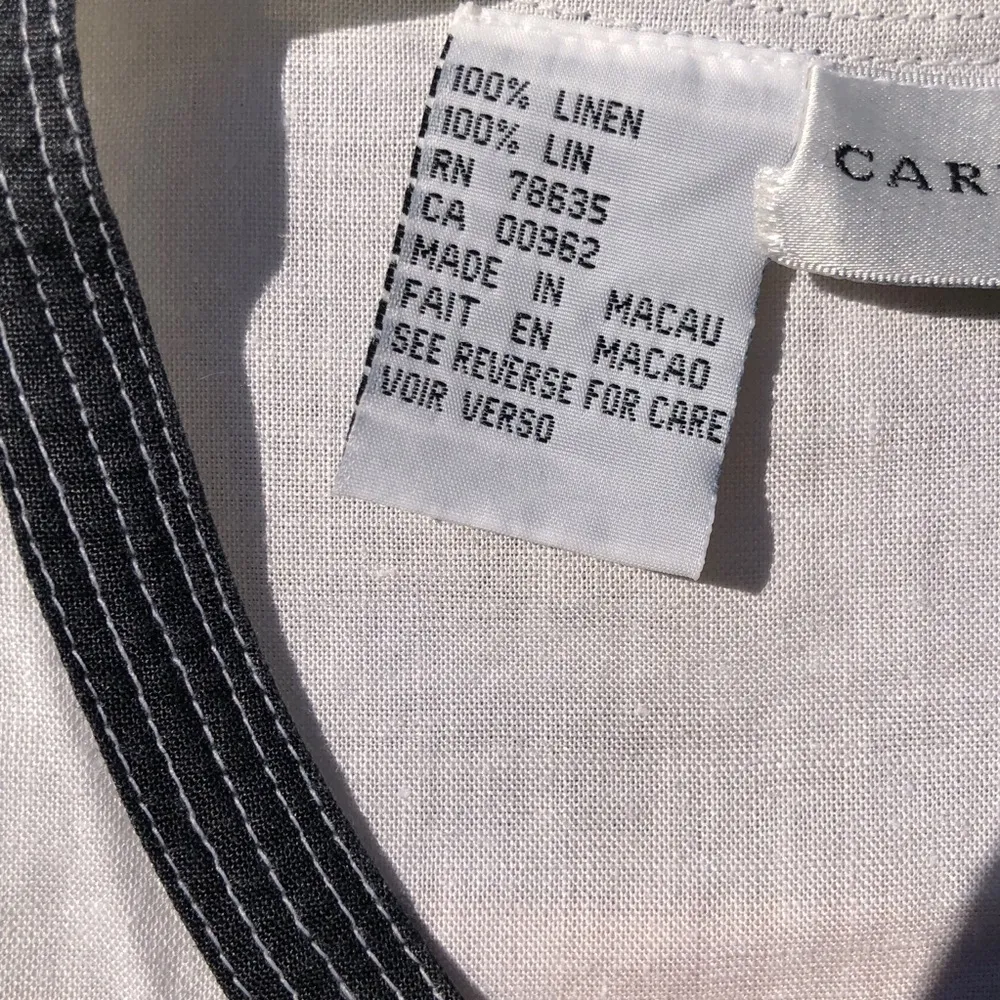 100% LINEN
100% LIN
RN 78635
CA 00962
MADE IN MACAU
FAIT EN MACAO
SEE REVERSE FOR CARE
VOIR VERSO